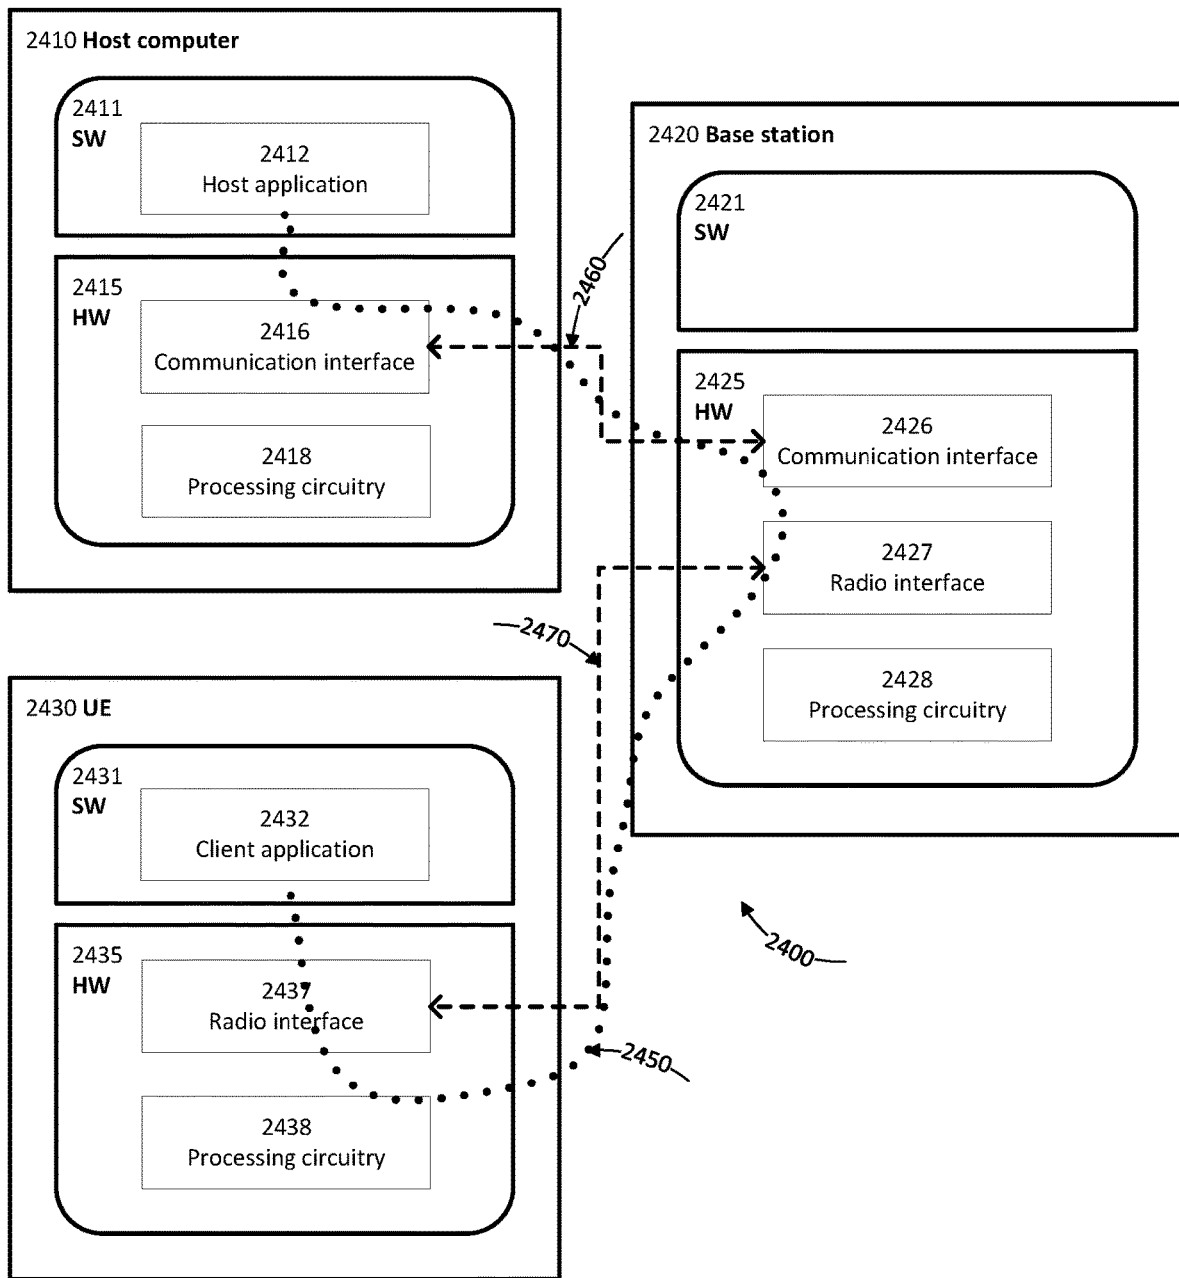 2410 Host computer
2411
SW
2412
Host application
2415
HW
2416
Communication interface
2418
Processing circuitry
2460
2420 Base station
2421
SW
2425
HW
2426
Communication interface
2427
Radio interface
2428
Processing circuitry
2470
2430 UE
2431
SW
2432
Client application
2435
HW
2437
Radio interface
2438
Processing circuitry
2400
2450